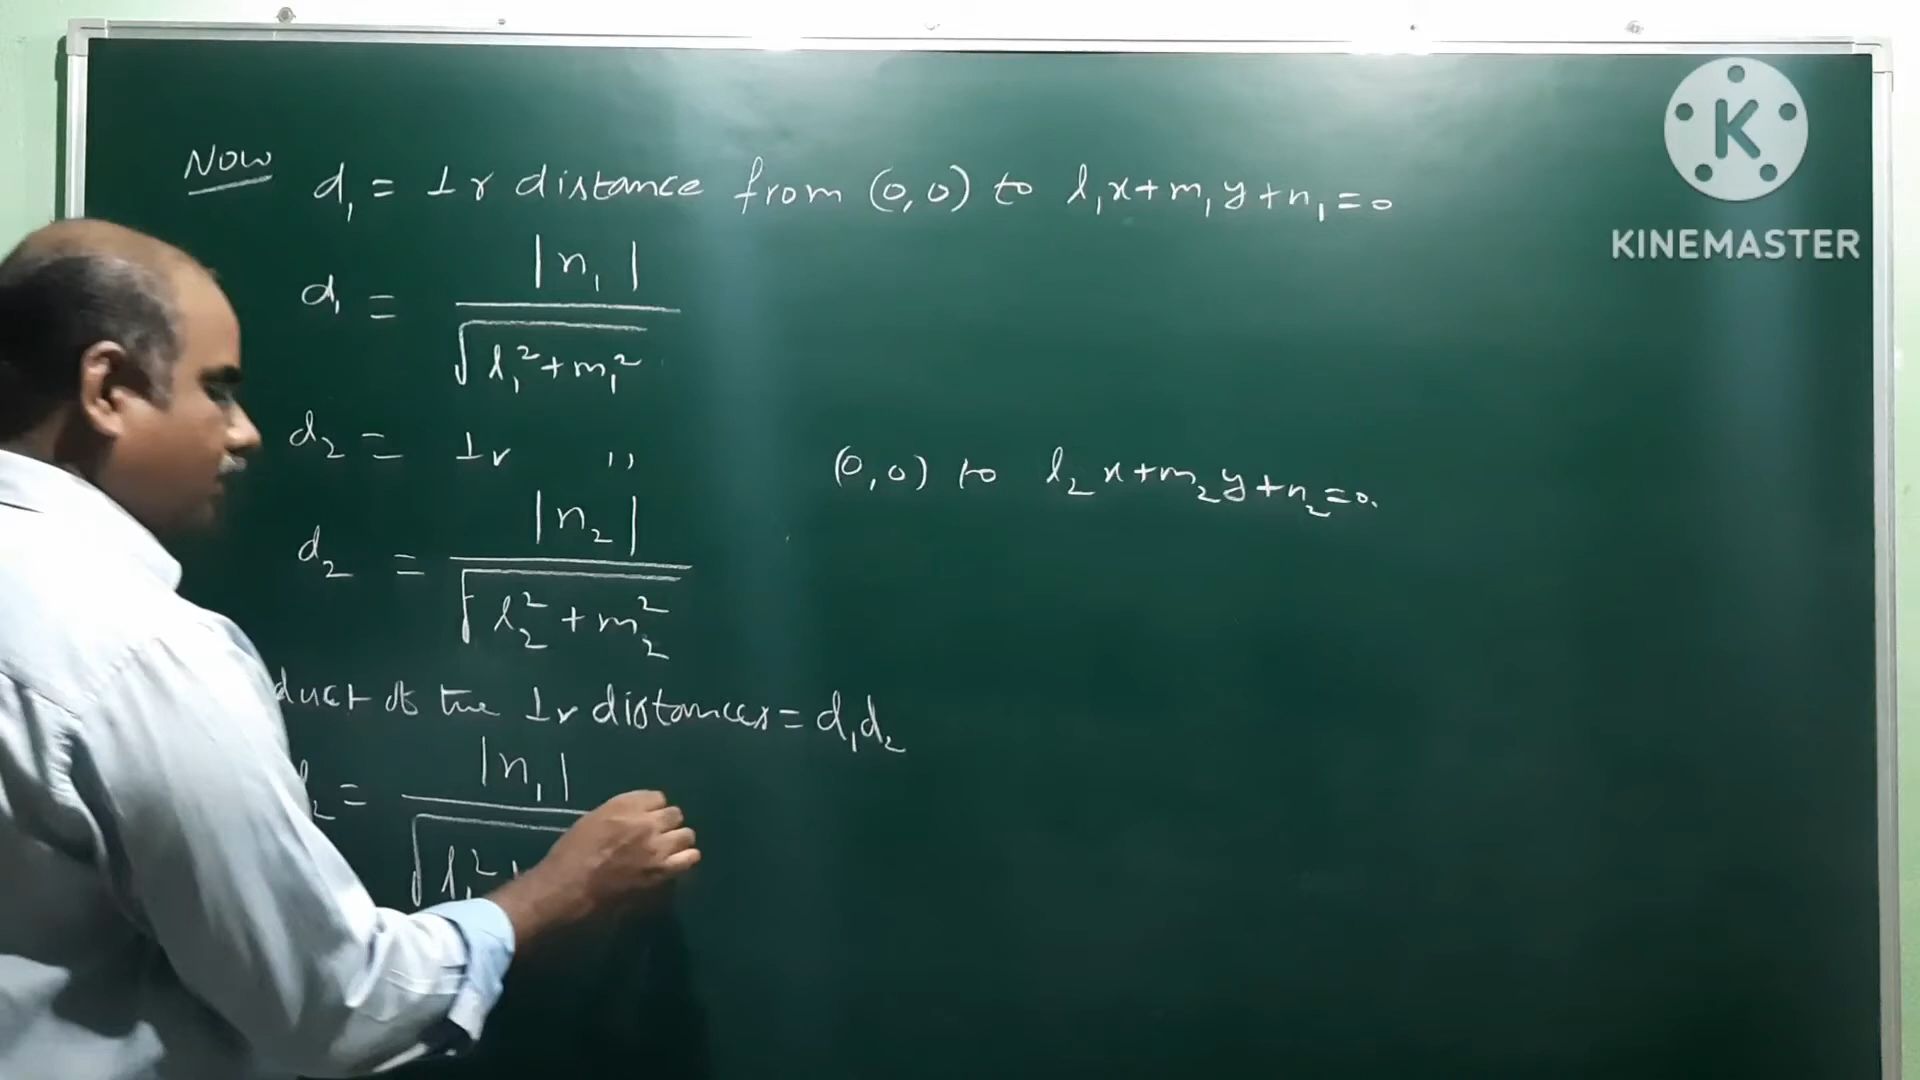 Now d₁ = ⊥r distance from (0,0) to l₁x+m₁y+n₁=0
d₁ = |n₁| / √(l₁²+m₁²)
d₂ = ⊥r ,, (0,0) to l₂x+m₂y+n₂=0.
d₂ = |n₂| / √(l₂²+m₂²)
duct of the ⊥r distances = d₁d₂
₂ = |n₁| / √(l₁²
K
KINEMASTER